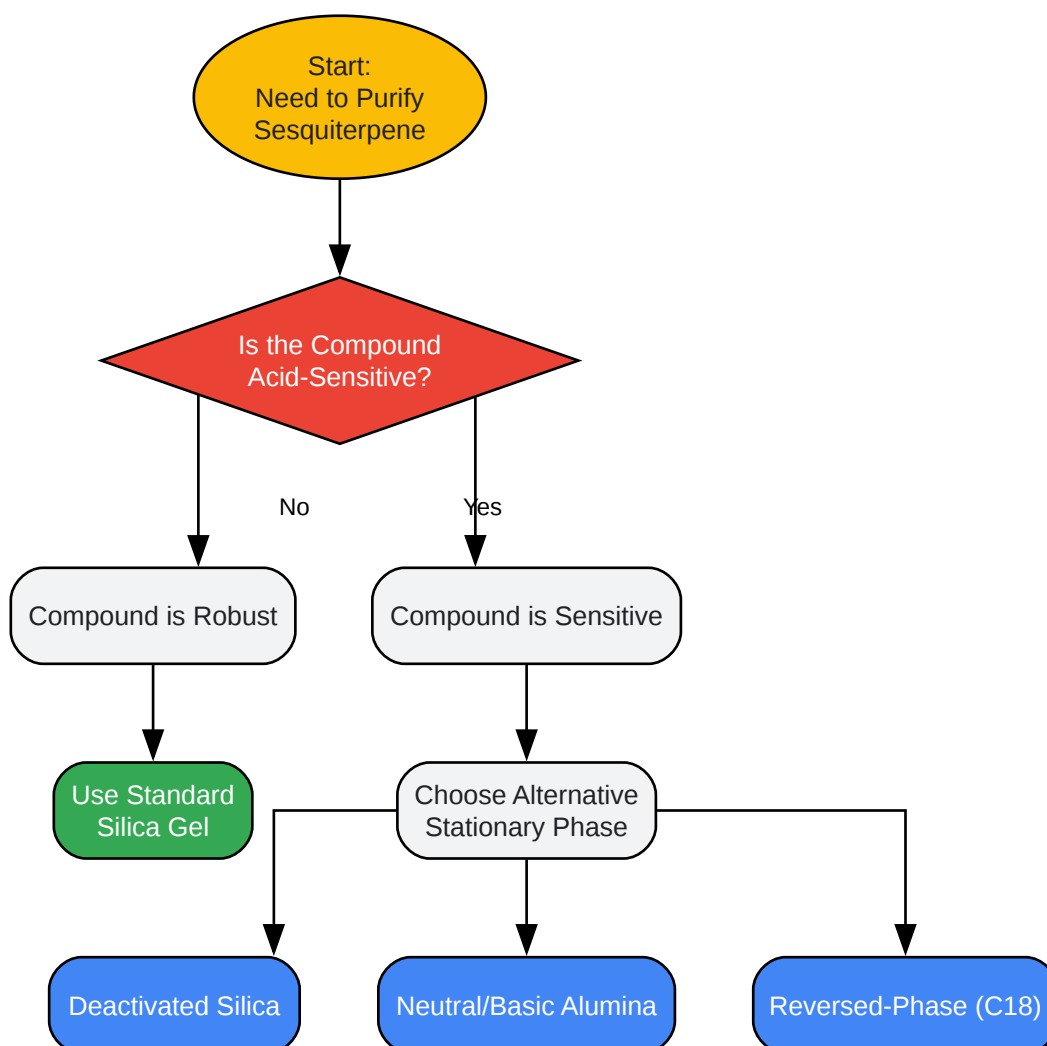 Start:
Need to Purify
Sesquiterpene
Is the Compound
Acid-Sensitive?
No
Yes
Compound is Robust
Compound is Sensitive
Use Standard
Silica Gel
Choose Alternative
Stationary Phase
Deactivated Silica
Neutral/Basic Alumina
Reversed-Phase (C18)